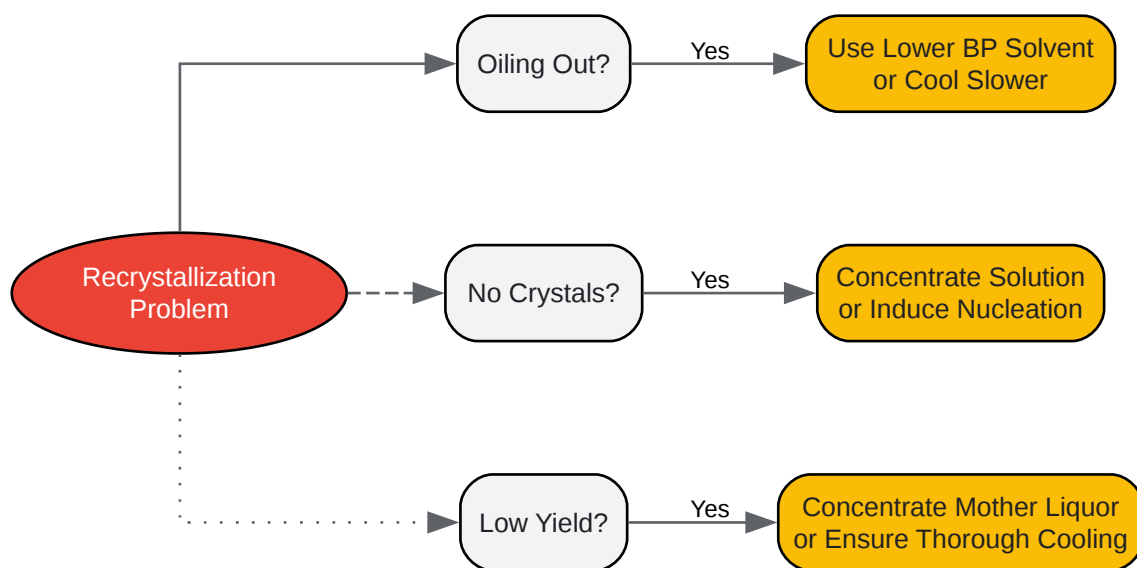 Oiling Out?
Yes
Use Lower BP Solvent
or Cool Slower
Recrystallization
Problem
No Crystals?
Yes
Concentrate Solution
or Induce Nucleation
Low Yield?
Yes
Concentrate Mother Liquor
or Ensure Thorough Cooling